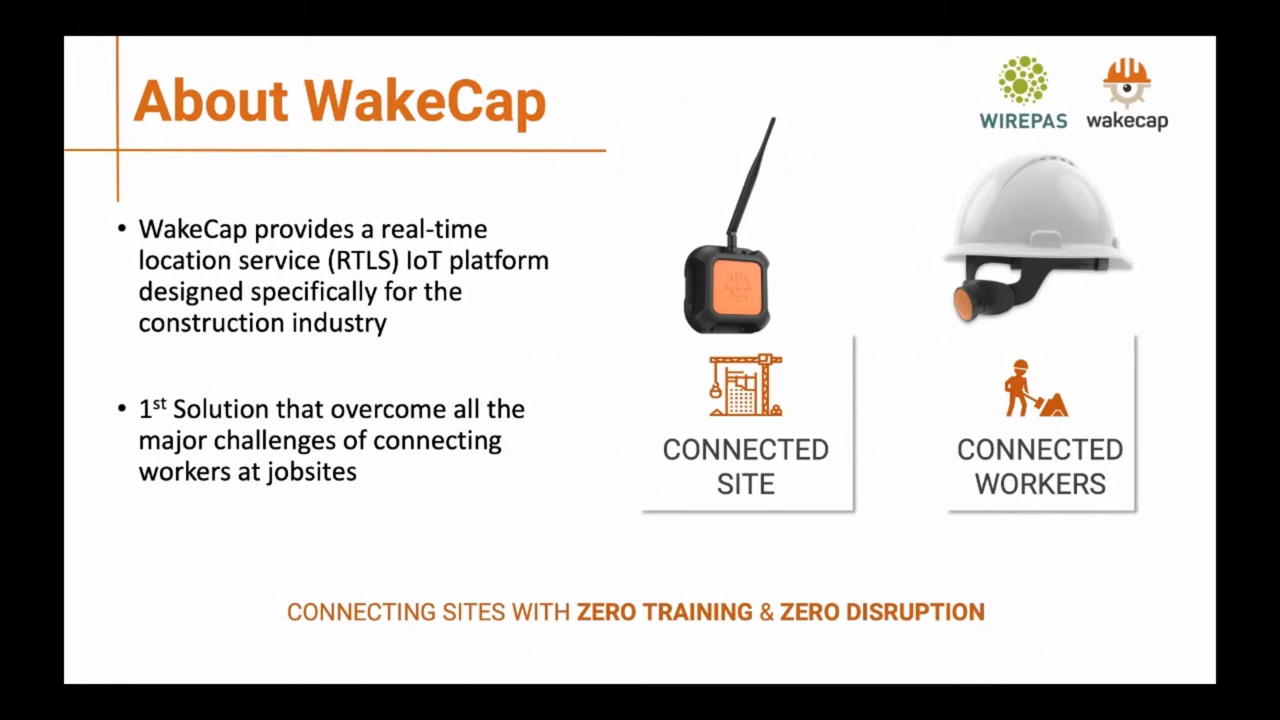 About WakeCap
WIREPAS
wakecap
• WakeCap provides a real-time
location service (RTLS) IoT platform
designed specifically for the
construction industry
• 1st Solution that overcome all the
major challenges of connecting
workers at jobsites
CONNECTED
SITE
CONNECTED
WORKERS
CONNECTING SITES WITH ZERO TRAINING & ZERO DISRUPTION